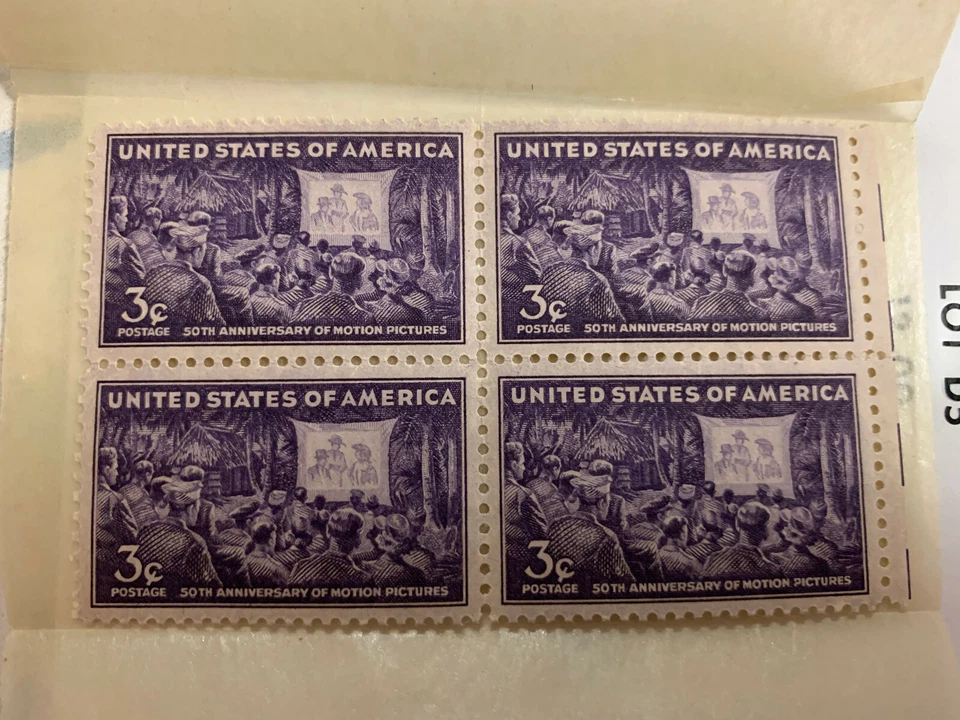 UNITED STATES OF AMERICA
3¢
POSTAGE 50TH ANNIVERSARY OF MOTION PICTURES
UNITED STATES OF AMERICA
3¢
POSTAGE 50TH ANNIVERSARY OF MOTION PICTURES
UNITED STATES OF AMERICA
3¢
POSTAGE 50TH ANNIVERSARY OF MOTION PICTURES
UNITED STATES OF AMERICA
3¢
POSTAGE 50TH ANNIVERSARY OF MOTION PICTURES
LOT